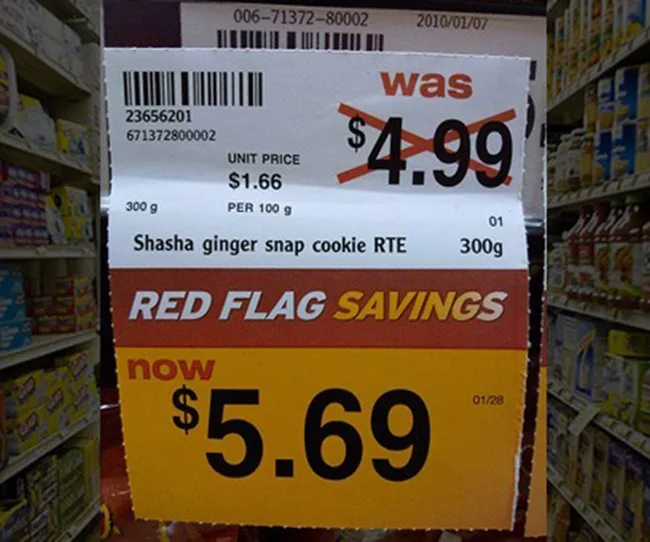 006-71372-80002 2010/01/07
was
$4.99
23656201
671372800002
UNIT PRICE
$1.66
300 g PER 100 g
01
Shasha ginger snap cookie RTE 300g
RED FLAG SAVINGS
now
$5.69
01/28